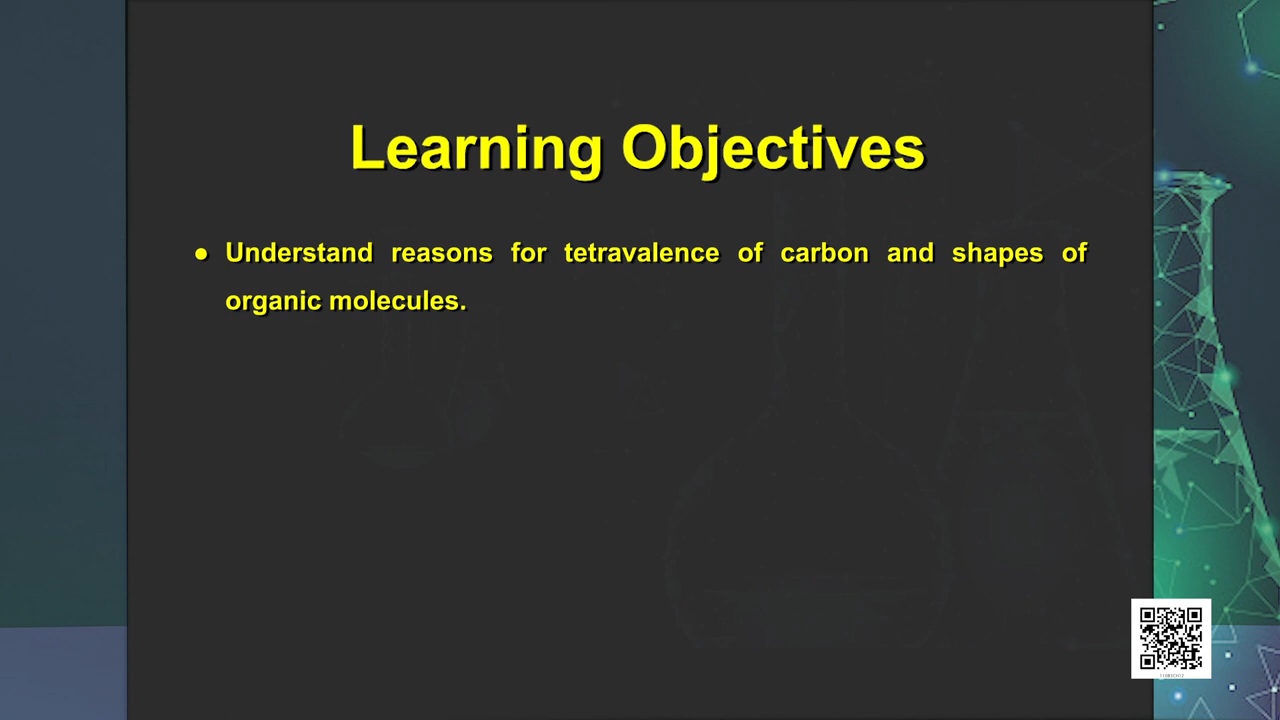 Learning Objectives
● Understand reasons for tetravalence of carbon and shapes of
organic molecules.